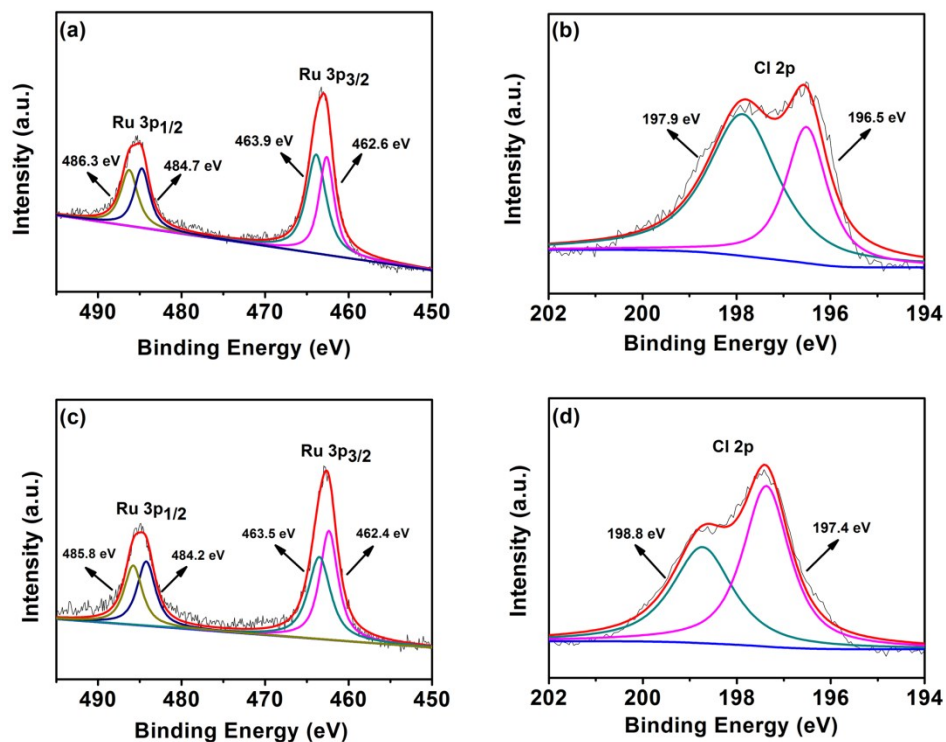 (a)
Ru 3p3/2
Ru 3p1/2
486.3 eV
484.7 eV
463.9 eV
462.6 eV
Intensity (a.u.)
490 480 470 460 450
Binding Energy (eV)
(b)
Cl 2p
197.9 eV
196.5 eV
Intensity (a.u.)
202 200 198 196 194
Binding Energy (eV)
(c)
Ru 3p3/2
Ru 3p1/2
485.8 eV
484.2 eV
463.5 eV
462.4 eV
Intensity (a.u.)
490 480 470 460 450
Binding Energy (eV)
(d)
Cl 2p
198.8 eV
197.4 eV
Intensity (a.u.)
202 200 198 196 194
Binding Energy (eV)